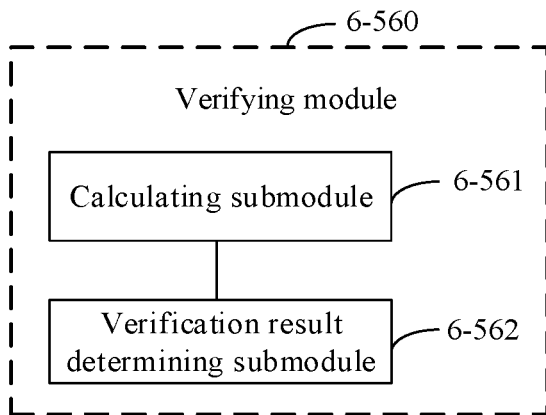 6-560
Verifying module
Calculating submodule
6-561
Verification result
determining submodule
6-562